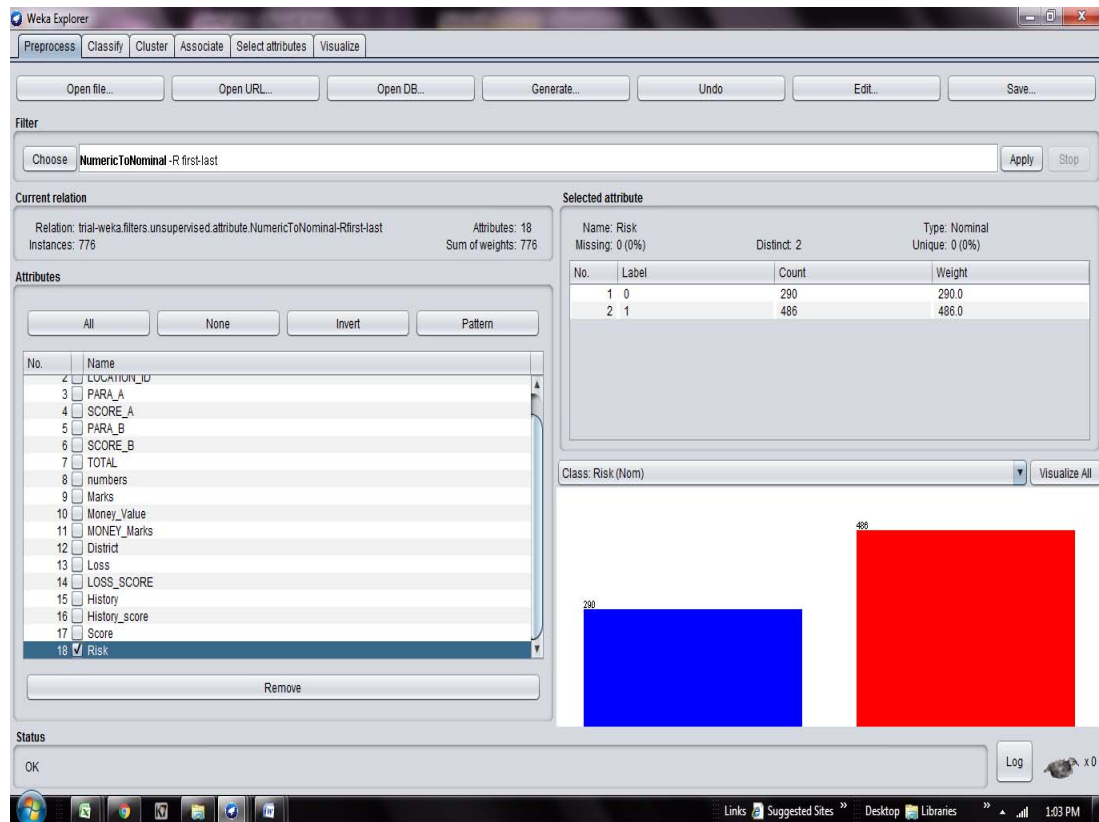 Weka Explorer
Preprocess Classify Cluster Associate Select attributes Visualize
Open file... Open URL... Open DB... Generate... Undo Edit... Save...
Filter
Choose NumericToNominal -R first-last Apply Stop
Current relation
Relation: trial-weka.filters.unsupervised.attribute.NumericToNominal-Rfirst-last Attributes: 18
Instances: 776 Sum of weights: 776
Selected attribute
Name: Risk Type: Nominal
Missing: 0 (0%) Distinct: 2 Unique: 0 (0%)
No. Label Count Weight
1 0 290 290.0
2 1 486 486.0
Attributes
All None Invert Pattern
No. Name
2 LOCATION_ID
3 PARA_A
4 SCORE_A
5 PARA_B
6 SCORE_B
7 TOTAL
8 numbers
9 Marks
10 Money_Value
11 MONEY_Marks
12 District
13 Loss
14 LOSS_SCORE
15 History
16 History_score
17 Score
18 Risk
Remove
Class: Risk (Nom) Visualize All
290
486
Status
OK
Log x 0
Links Suggested Sites » Desktop Libraries » 1:03 PM